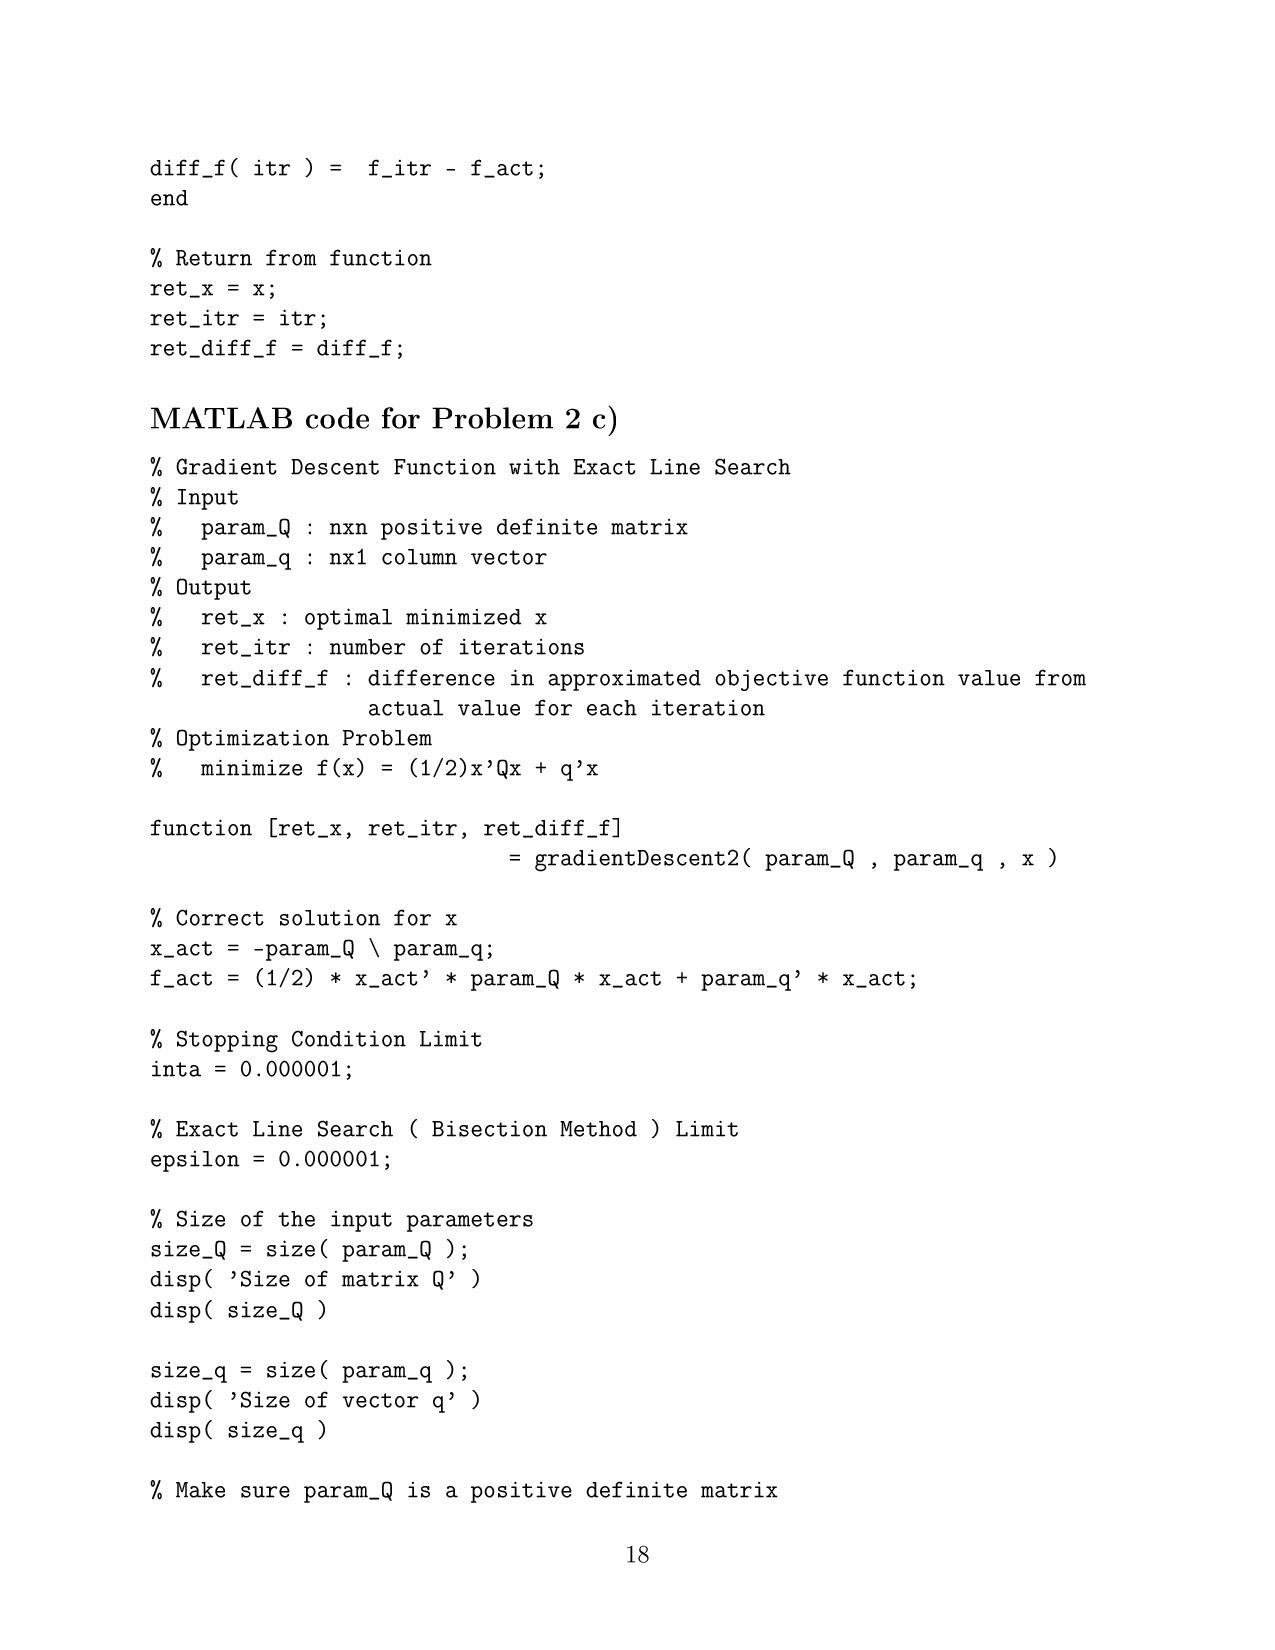 diff_f( itr ) =  f_itr - f_act;
end
% Return from function
ret_x = x;
ret_itr = itr;
ret_diff_f = diff_f;
MATLAB code for Problem 2 c)
% Gradient Descent Function with Exact Line Search
% Input
%   param_Q : nxn positive definite matrix
%   param_q : nx1 column vector
% Output
%   ret_x : optimal minimized x
%   ret_itr : number of iterations
%   ret_diff_f : difference in approximated objective function value from
                 actual value for each iteration
% Optimization Problem
%   minimize f(x) = (1/2)x’Qx + q’x
function [ret_x, ret_itr, ret_diff_f]
                            = gradientDescent2( param_Q , param_q , x )
% Correct solution for x
x_act = -param_Q \ param_q;
f_act = (1/2) * x_act’ * param_Q * x_act + param_q’ * x_act;
% Stopping Condition Limit
inta = 0.000001;
% Exact Line Search ( Bisection Method ) Limit
epsilon = 0.000001;
% Size of the input parameters
size_Q = size( param_Q );
disp( ’Size of matrix Q’ )
disp( size_Q )
size_q = size( param_q );
disp( ’Size of vector q’ )
disp( size_q )
% Make sure param_Q is a positive definite matrix
18